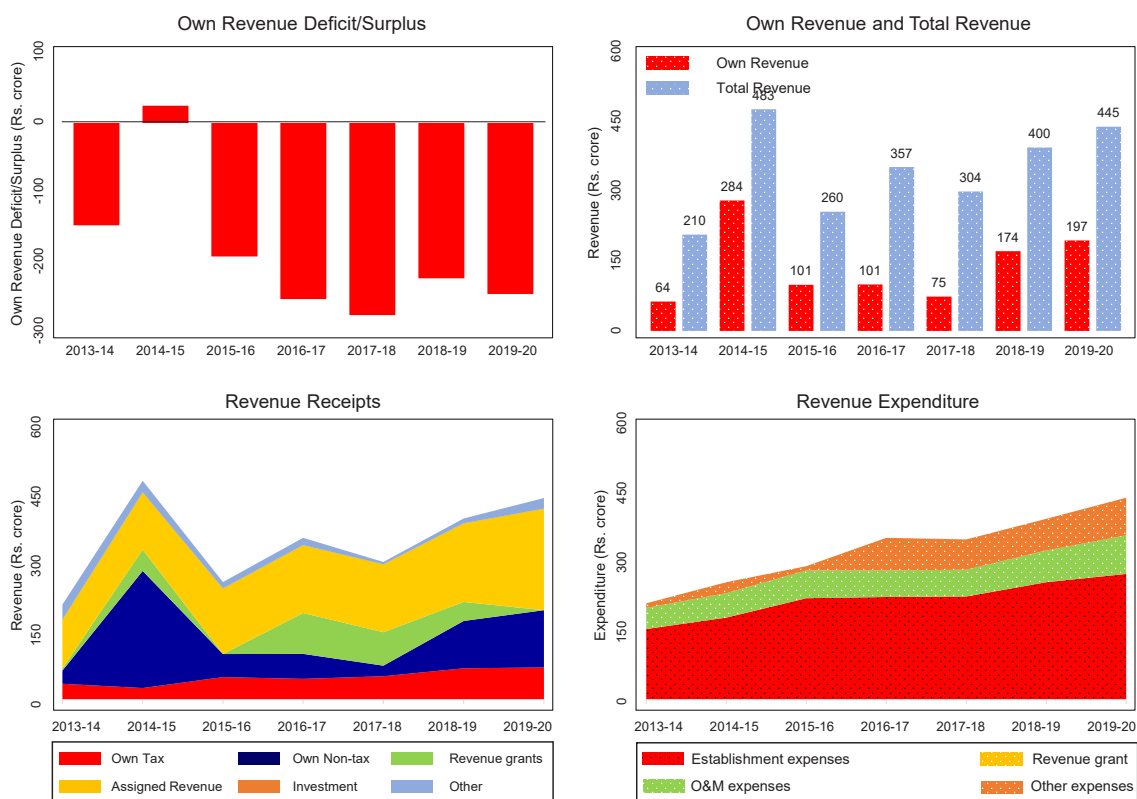 Own Revenue Deficit/Surplus
Own Revenue Deficit/Surplus (Rs. crore)
100
0
-100
-200
-300
2013-14 2014-15 2015-16 2016-17 2017-18 2018-19 2019-20
Own Revenue and Total Revenue
Revenue (Rs. crore)
600
450
300
150
0
Own Revenue
Total Revenue
64 210 284 483 101 260 101 357 75 304 174 400 197 445
2013-14 2014-15 2015-16 2016-17 2017-18 2018-19 2019-20
Revenue Receipts
Revenue (Rs. crore)
600
450
300
150
0
2013-14 2014-15 2015-16 2016-17 2017-18 2018-19 2019-20
Own Tax Own Non-tax Revenue grants
Assigned Revenue Investment Other
Revenue Expenditure
Expenditure (Rs. crore)
600
450
300
150
0
2013-14 2014-15 2015-16 2016-17 2017-18 2018-19 2019-20
Establishment expenses Revenue grant
O&M expenses Other expenses